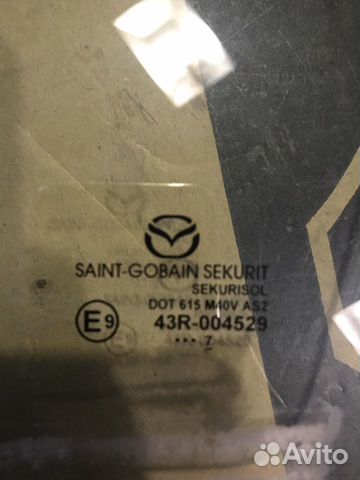 SAINT-GOBAIN SEKURIT
SEKURISOL
DOT 615 M40V AS2
E9 43R-004529
••• 7
Avito